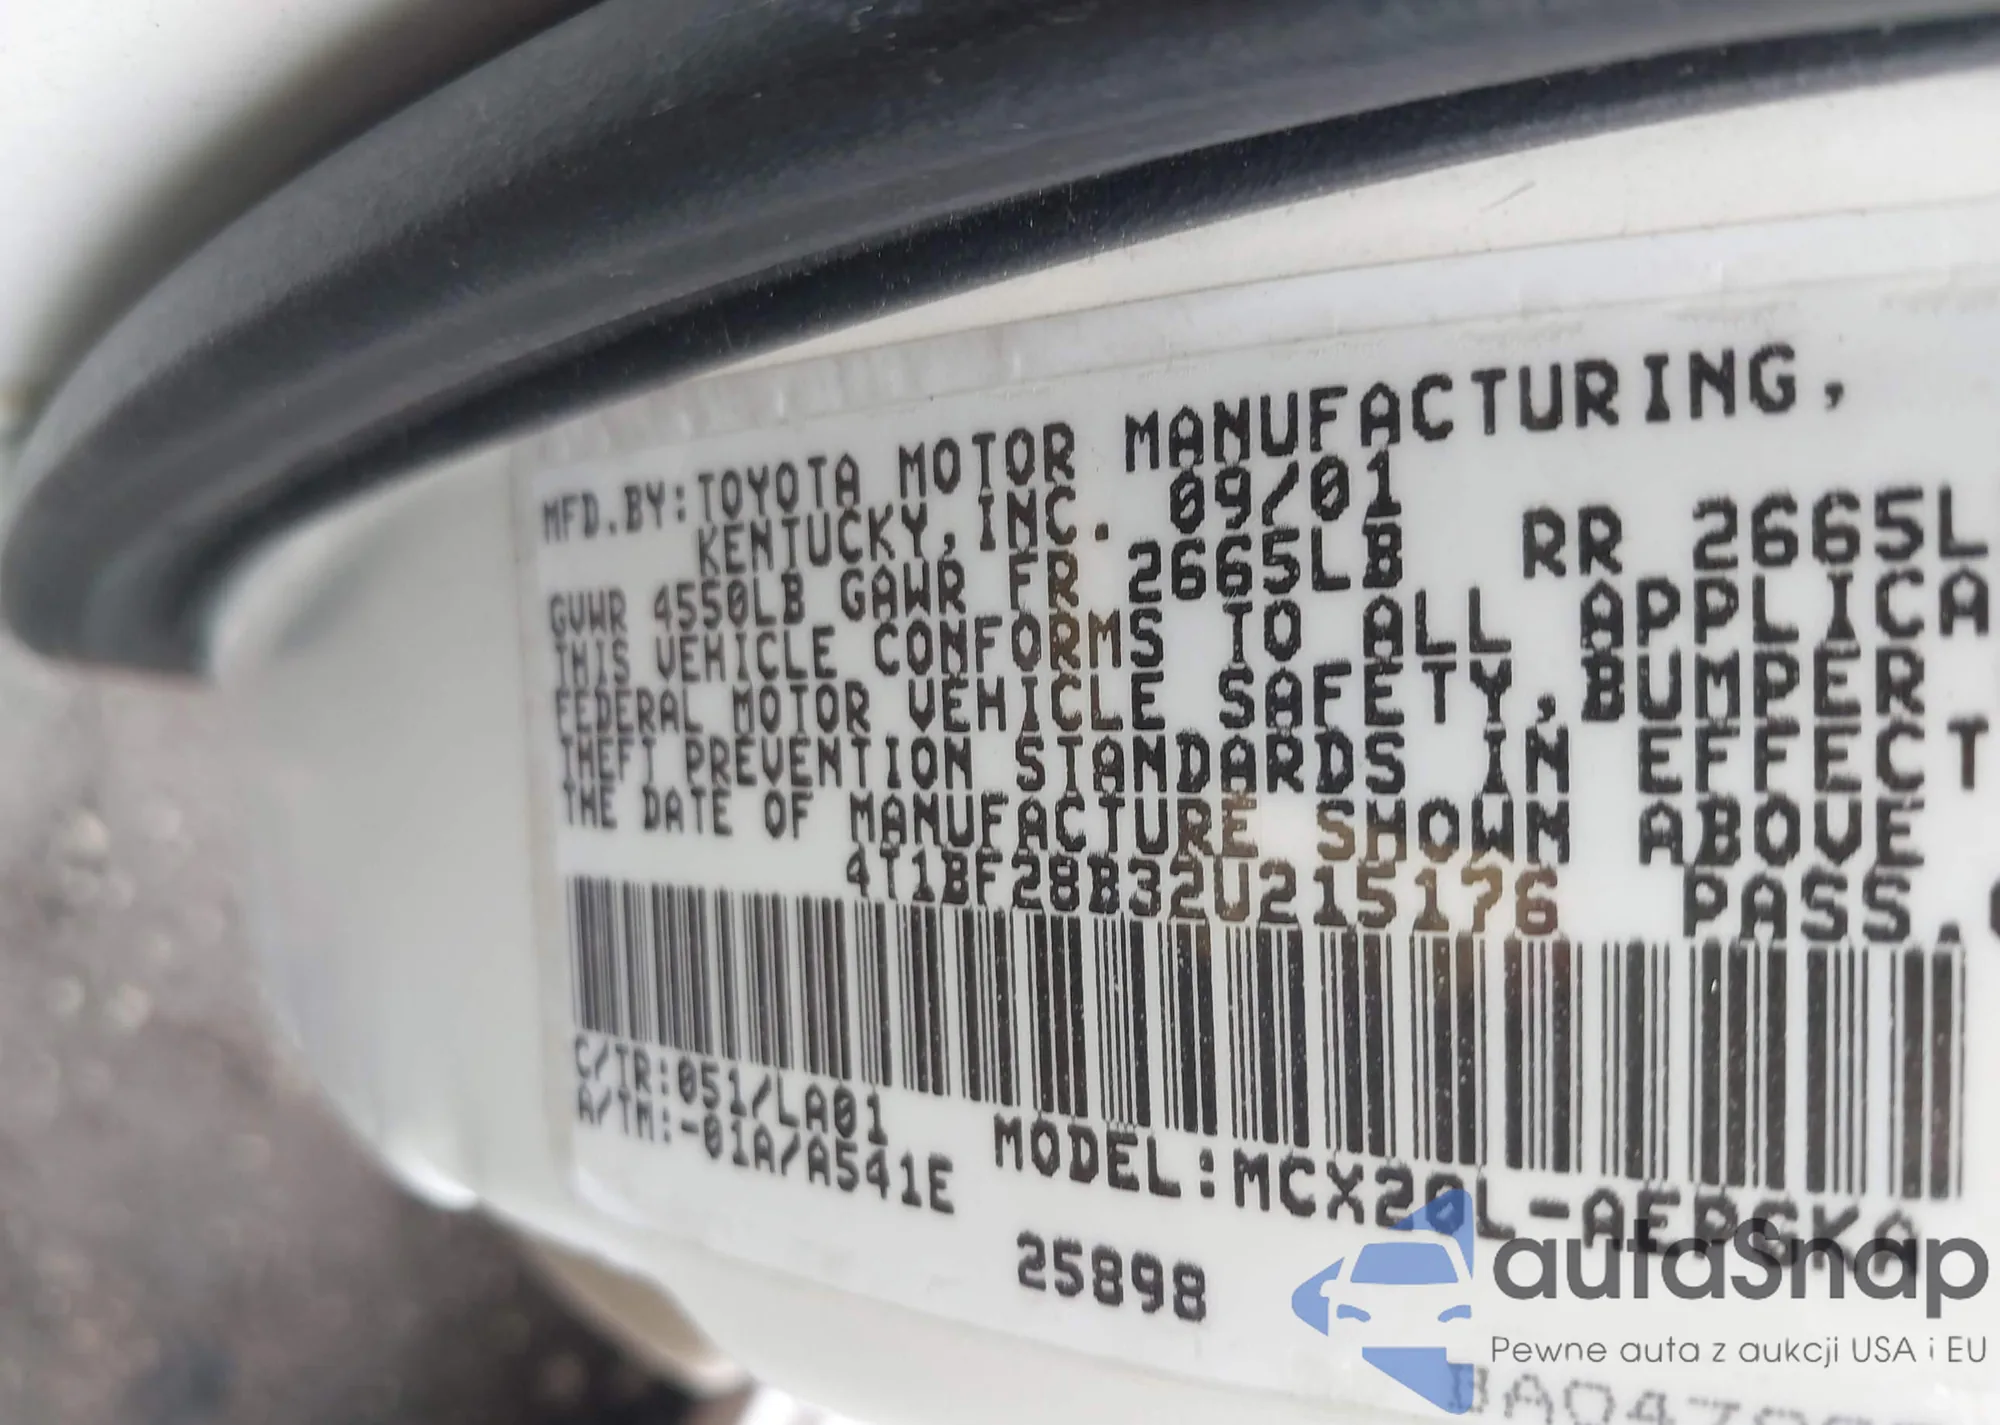 MFD.BY:TOYOTA MOTOR MANUFACTURING,
KENTUCKY,INC. 09/01
GVWR 4550LB GAWR FR 2665LB RR 2665L
THIS VEHICLE CONFORMS TO ALL APPLICA
FEDERAL MOTOR VEHICLE SAFETY,BUMPER
THEFT PREVENTION STANDARDS IN EFFECT
THE DATE OF MANUFACTURE SHOWN ABOVE
4T1BF28B32U215176 PASS.
C/TR:051/LA01
A/TM:-01A/A541E
MODEL:MCX20L-AEPGKA
25898
autaSnap
Pewne auta z aukcji USA i EU